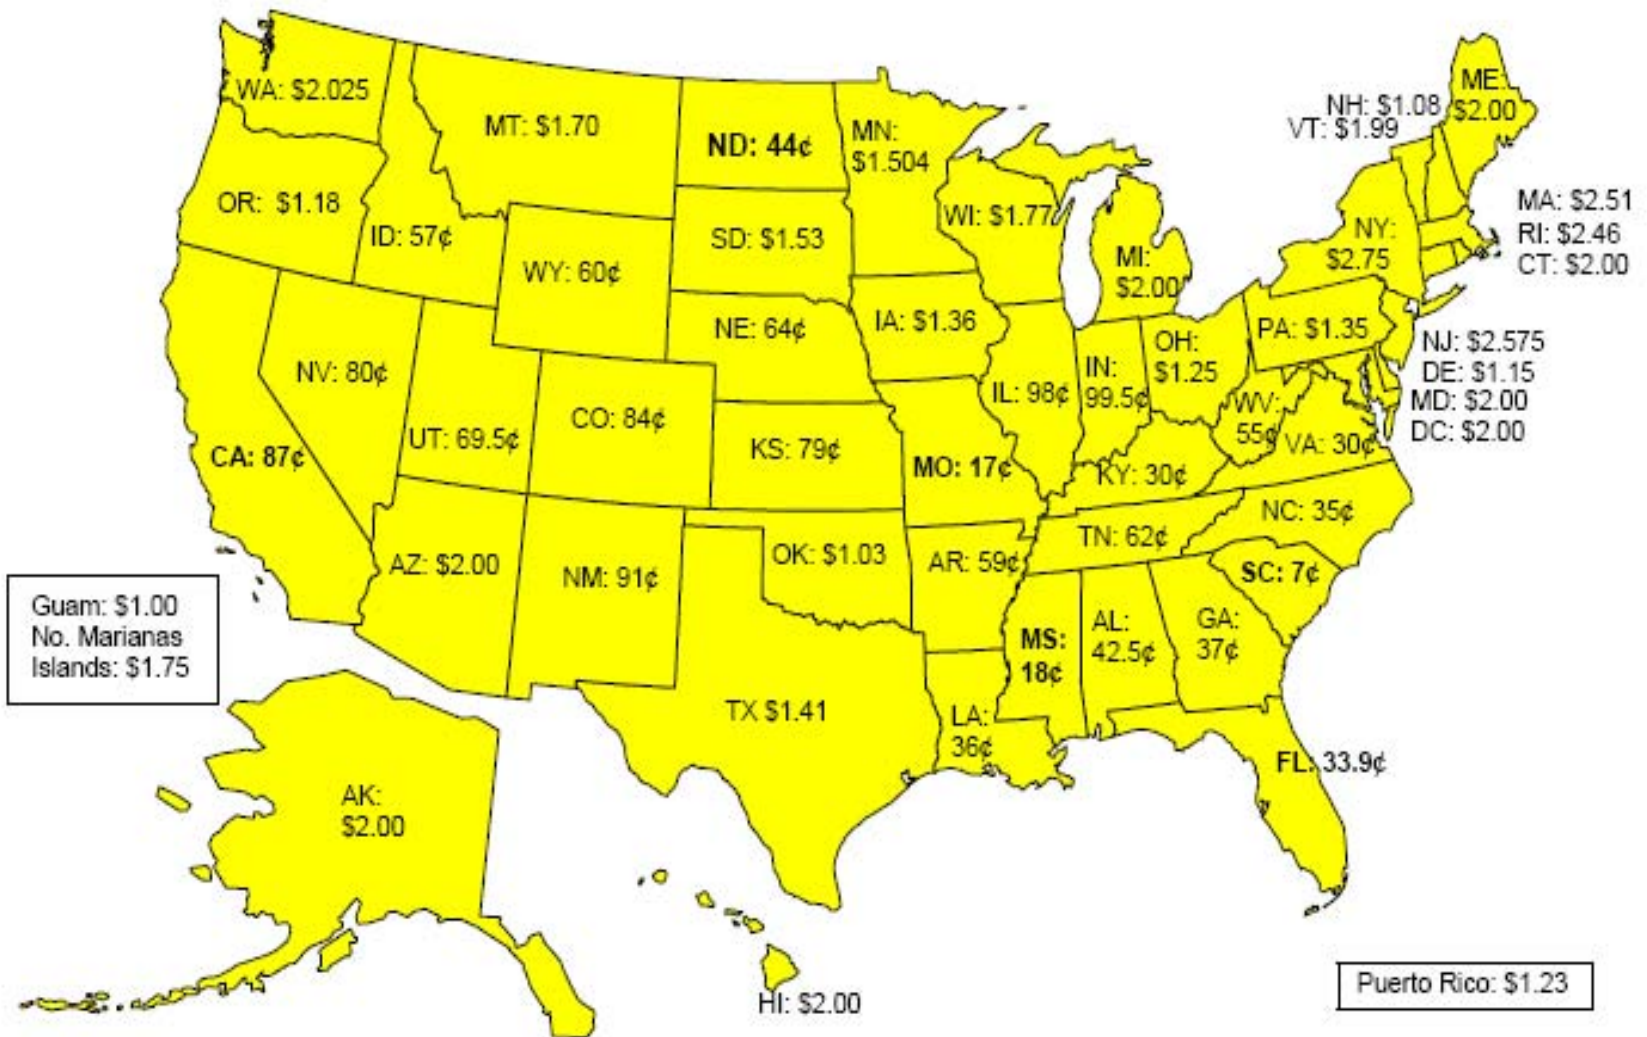 WA: $2.025
MT: $1.70
ND: 44¢
MN:
$1.504
NH: $1.08
VT: $1.99
ME:
$2.00
OR: $1.18
ID: 57¢
WY: 60¢
SD: $1.53
WI: $1.77
MI:
$2.00
NY:
$2.75
MA: $2.51
RI: $2.46
CT: $2.00
NE: 64¢
IA: $1.36
NV: 80¢
UT: 69.5¢
CO: 84¢
KS: 79¢
CA: 87¢
MO: 17¢
IL: 98¢
IN:
99.5¢
OH:
$1.25
PA: $1.35
NJ: $2.575
DE: $1.15
MD: $2.00
DC: $2.00
WV:
55¢
VA: 30¢
KY: 30¢
NC: 35¢
TN: 62¢
SC: 7¢
AZ: $2.00
NM: 91¢
OK: $1.03
AR: 59¢
MS:
18¢
AL:
42.5¢
GA:
37¢
TX $1.41
LA:
36¢
FL: 33.9¢
Guam: $1.00
No. Marianas
Islands: $1.75
AK:
$2.00
HI: $2.00
Puerto Rico: $1.23